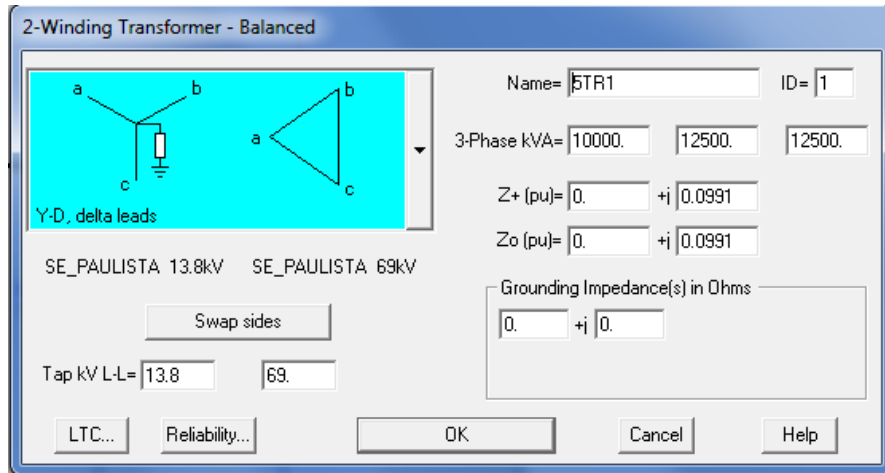 2-Winding Transformer - Balanced
a b b
a
c c
Y-D, delta leads
SE_PAULISTA 13.8kV SE_PAULISTA 69kV
Swap sides
Tap kV L-L= 13.8 69.
Name= 5TR1 ID= 1
3-Phase kVA= 10000. 12500. 12500.
Z+ (pu)= 0. +j 0.0991
Zo (pu)= 0. +j 0.0991
Grounding Impedance(s) in Ohms
0. +j 0.
LTC... Reliability... OK Cancel Help